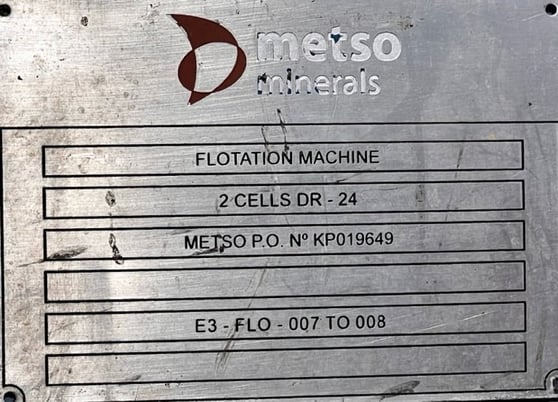 metso
minerals
FLOTATION MACHINE
2 CELLS DR - 24
METSO P.O. Nº KP019649
E3 - FLO - 007 TO 008